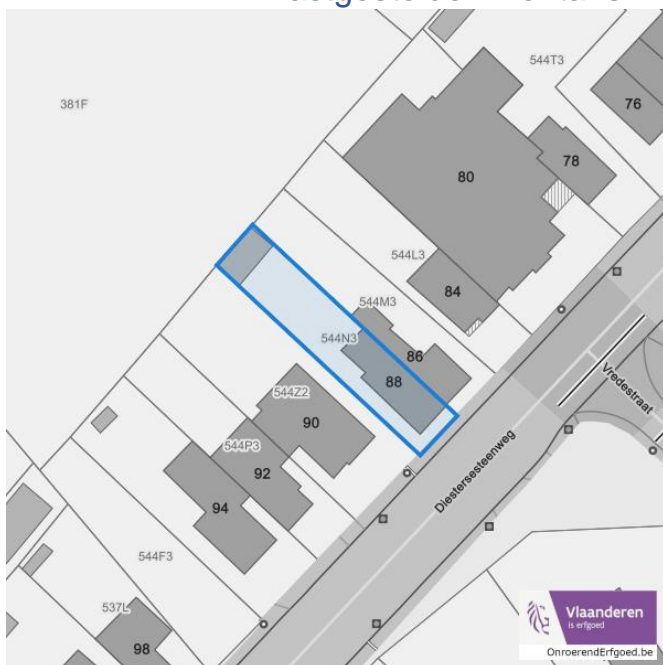 544T3
381F
76
78
80
544L3
84
544M3
544N3
86
88
Vredestraat
544Z2
90
Diestersesteenweg
544P3
92
94
544F3
537L
98
Vlaanderen
is erfgoed
OnroerendErfgoed.be